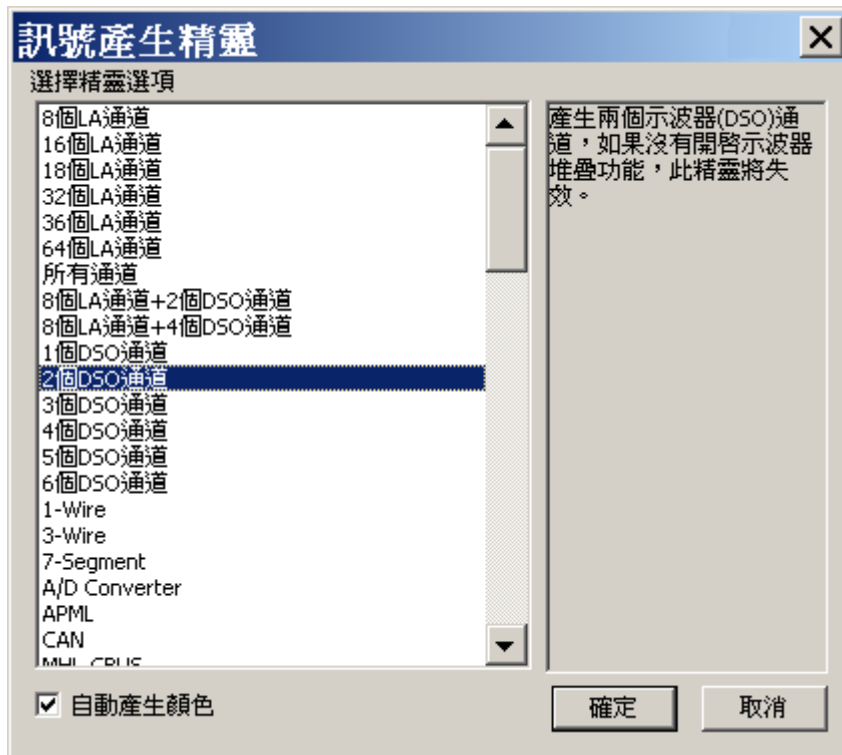 訊號產生精靈
選擇精靈選項
8個LA通道
16個LA通道
18個LA通道
32個LA通道
36個LA通道
64個LA通道
所有通道
8個LA通道+2個DSO通道
8個LA通道+4個DSO通道
1個DSO通道
2個DSO通道
3個DSO通道
4個DSO通道
5個DSO通道
6個DSO通道
1-Wire
3-Wire
7-Segment
A/D Converter
APML
CAN
產生兩個示波器(DSO)通
道，如果沒有開啓示波器
堆疊功能，此精靈將失
效。
自動產生顏色
確定
取消